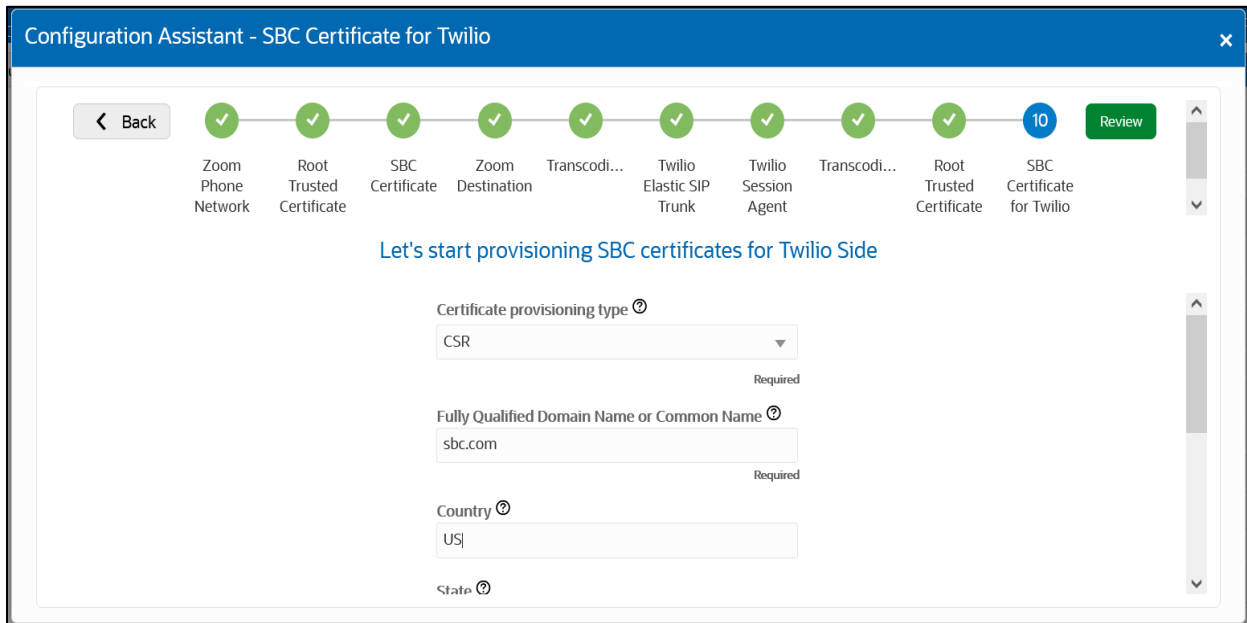 Configuration Assistant - SBC Certificate for Twilio
×
Back
10
Review
Zoom
Phone
Network
Root
Trusted
Certificate
SBC
Certificate
Zoom
Destination
Transcodi...
Twilio
Elastic SIP
Trunk
Twilio
Session
Agent
Transcodi...
Root
Trusted
Certificate
SBC
Certificate
for Twilio
Let's start provisioning SBC certificates for Twilio Side
Certificate provisioning type ?
CSR
Required
Fully Qualified Domain Name or Common Name ?
sbc.com
Required
Country ?
US
State ?